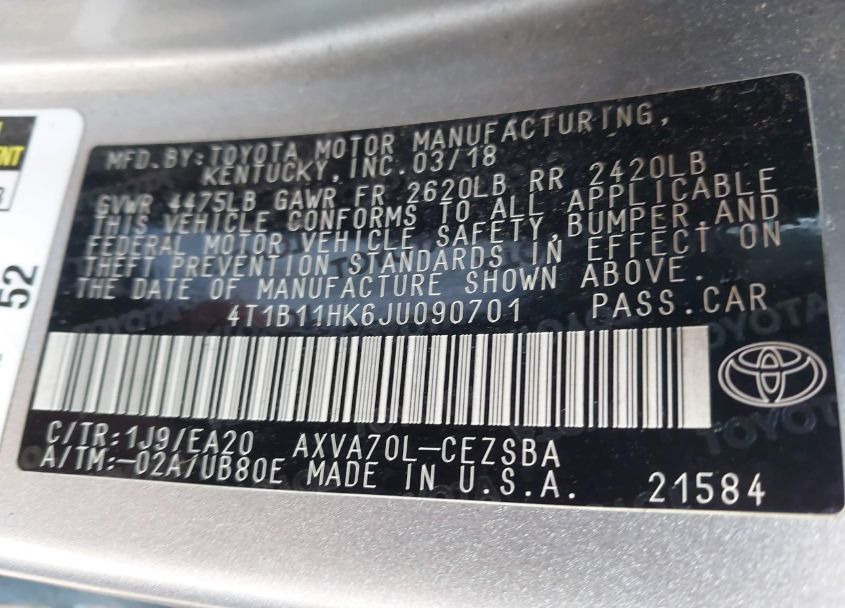 MFD.BY:TOYOTA MOTOR MANUFACTURING,
KENTUCKY,INC.03/18
GVWR 4475LB GAWR FR 2620LB RR 2420LB
THIS VEHICLE CONFORMS TO ALL APPLICABLE
FEDERAL MOTOR VEHICLE SAFETY,BUMPER,AND
THEFT PREVENTION STANDARDS IN EFFECT ON
THE DATE OF MANUFACTURE SHOWN ABOVE.
4T1B11HK6JU090701 PASS.CAR
C/TR:1J9/EA20 AXVA70L-CEZSBA
A/TM:-02A/UB80E MADE IN U.S.A. 21584
52